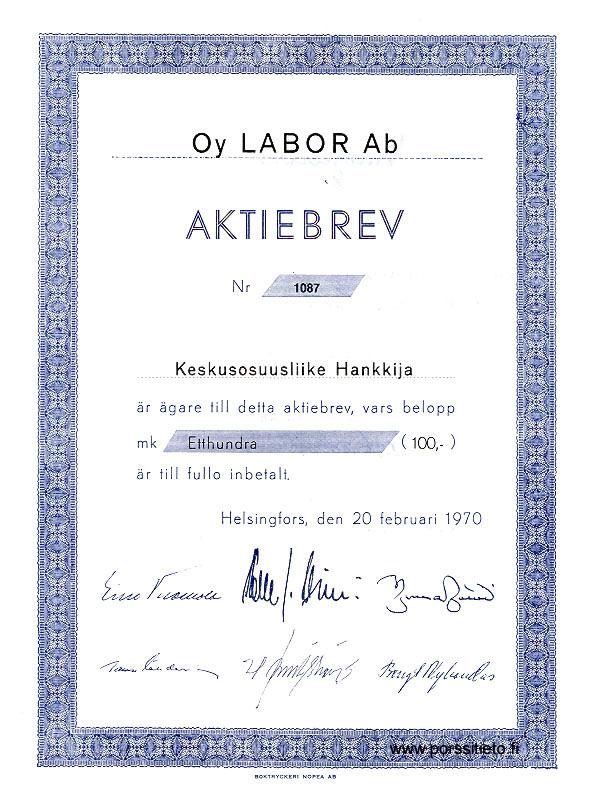 Oy LABOR Ab
AKTIEBREV
Nr 1087
Keskusosuusliike Hankkija
är ägare till detta aktiebrev, vars belopp
mk Etthundra (100,-)
är till fullo inbetalt.
Helsingfors, den 20 februari 1970
www.porssitieto.fi
BOKTRYCKERI NOPEA AB